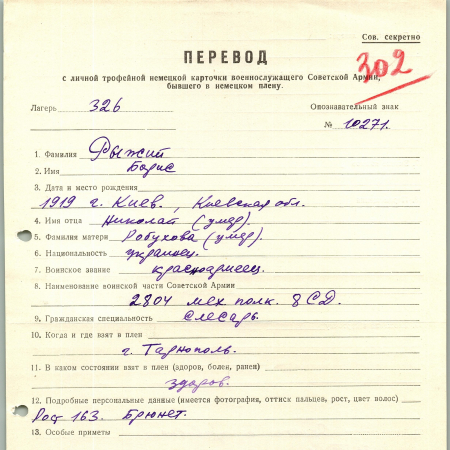 Сов. секретно
ПЕРЕВОД
302
с личной трофейной немецкой карточки военнослужащего Советской Армии,
бывшего в немецком плену.
Лагерь 326
Опознавательный знак
№ 10271.
1. Фамилия Рыжий
2. Имя Борис
3. Дата и место рождения
1919 г. Киев., Киевская обл.
4. Имя отца Николай (умер).
5. Фамилия матери Робухова (умер).
6. Национальность украинец.
7. Воинское звание красноармеец.
8. Наименование воинской части Советской Армии
2804 мех полк. 8СД.
9. Гражданская специальность Слесарь.
10. Когда и где взят в плен
г. Тарнополь.
11. В каком состоянии взят в плен (здоров, болен, ранен)
здоров.
12. Подробные персональные данные (имеется фотография, оттиск пальцев, рост, цвет волос)
Рост 163. Брюнет.
13. Особые приметы